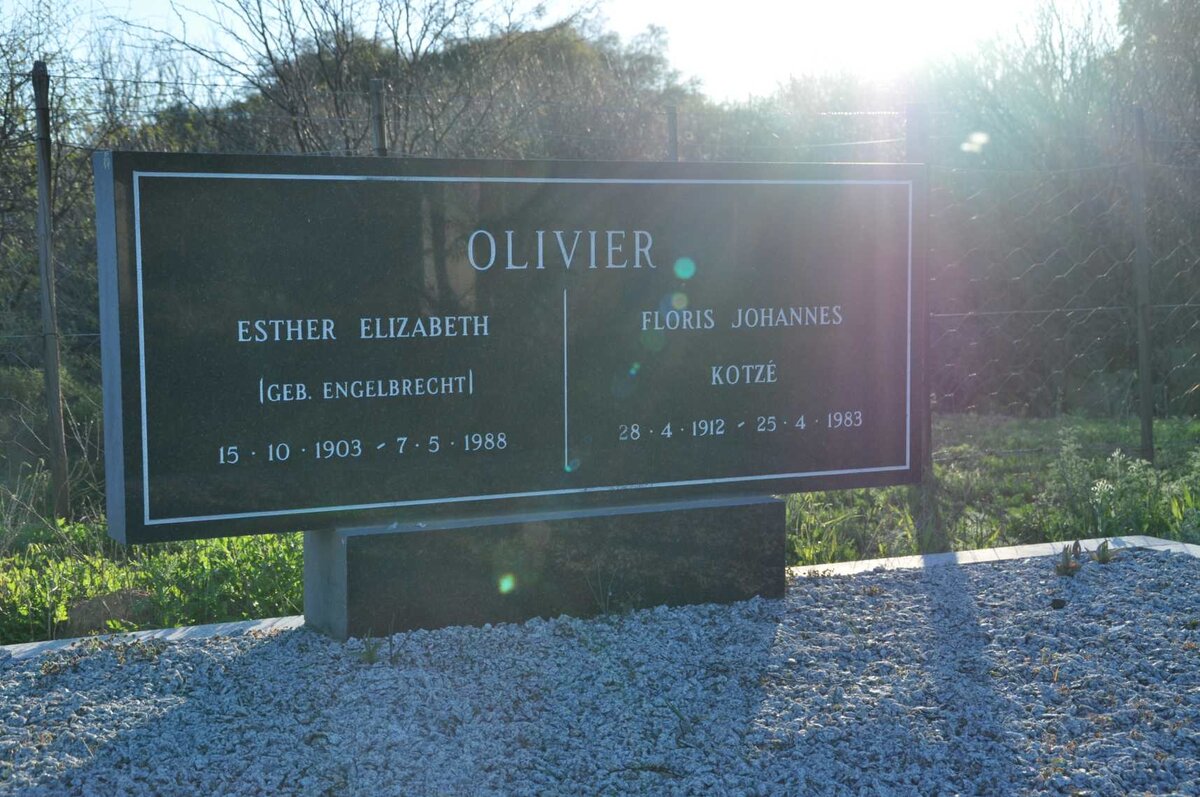 OLIVIER
ESTHER ELIZABETH
(GEB. ENGELBRECHT)
15 · 10 · 1903 - 7 · 5 · 1988
FLORIS JOHANNES
KOTZÉ
28 · 4 · 1912 - 25 · 4 · 1983